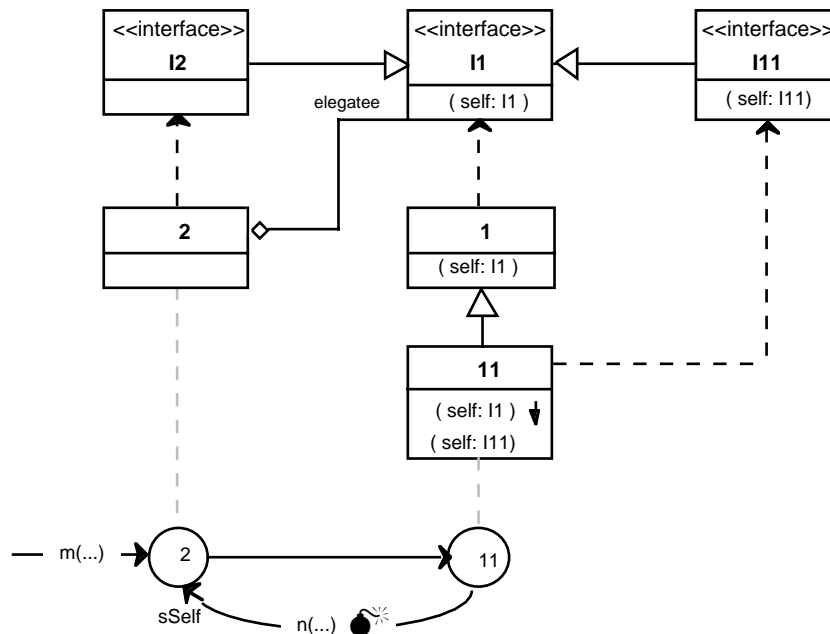 <<interface>>
I2
<<interface>>
I1
( self: I1 )
<<interface>>
I11
( self: I11)
elegatee
2
1
( self: I1 )
11
( self: I1 )
( self: I11)
m(...)
2
11
sSelf
n(...)